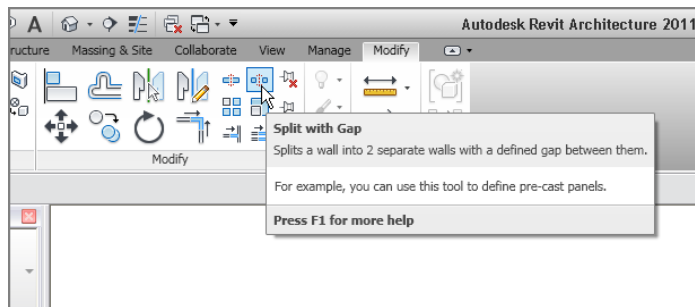 A
Autodesk Revit Architecture 2011
ructure Massing & Site Collaborate View Manage Modify
Modify
Split with Gap
Splits a wall into 2 separate walls with a defined gap between them.
For example, you can use this tool to define pre-cast panels.
Press F1 for more help